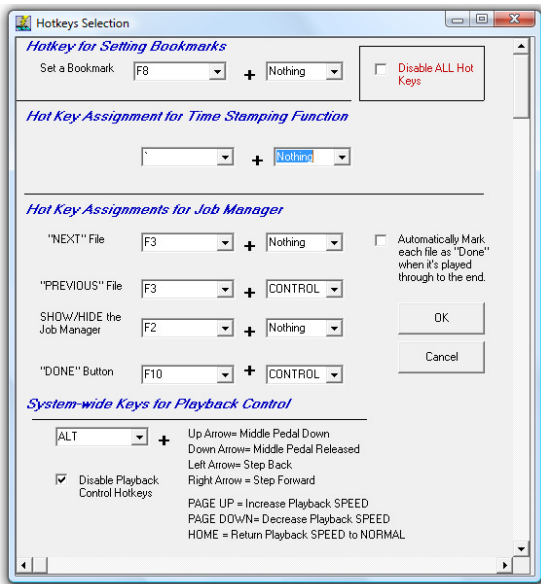 Hotkeys Selection
Hotkey for Setting Bookmarks
Set a Bookmark F8 + Nothing
Disable ALL Hot
Keys
Hot Key Assignment for Time Stamping Function
` + Nothing
Hot Key Assignments for Job Manager
"NEXT" File F3 + Nothing
Automatically Mark
each file as "Done"
when it's played
through to the end.
"PREVIOUS" File F3 + CONTROL
SHOW/HIDE the
Job Manager F2 + Nothing
OK
Cancel
"DONE" Button F10 + CONTROL
System-wide Keys for Playback Control
ALT +
Up Arrow= Middle Pedal Down
Down Arrow= Middle Pedal Released
Left Arrow= Step Back
Right Arrow = Step Forward
Disable Playback
Control Hotkeys
PAGE UP = Increase Playback SPEED
PAGE DOWN= Decrease Playback SPEED
HOME = Return Playback SPEED to NORMAL